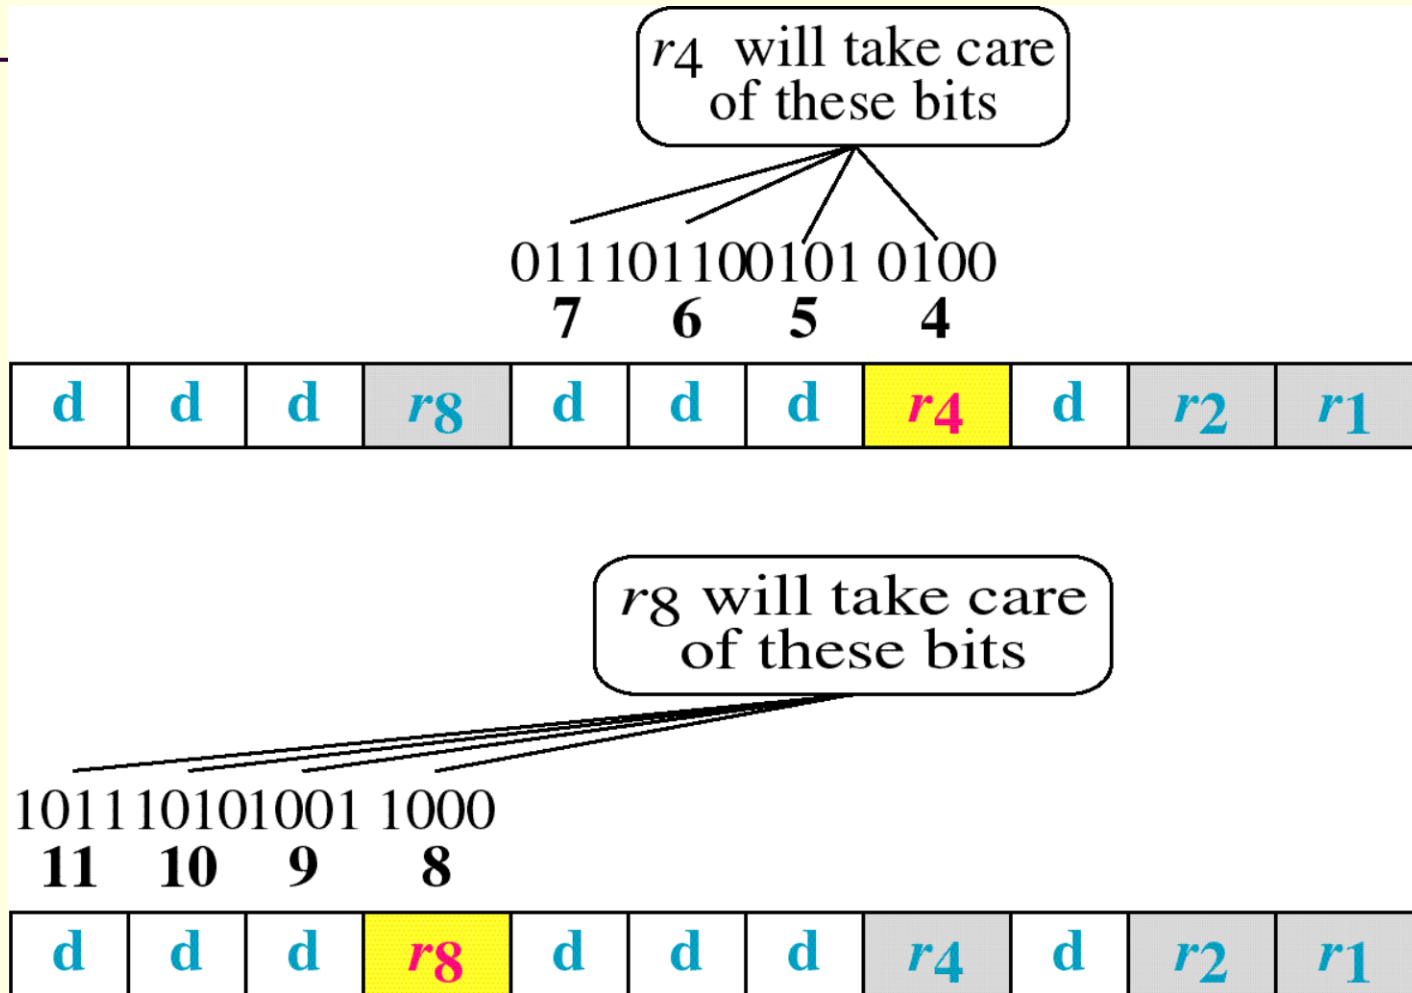 r4 will take care
of these bits
0111 0110 0101 0100
7 6 5 4
d d d r8 d d d r4 d r2 r1
r8 will take care
of these bits
1011 1010 1001 1000
11 10 9 8
d d d r8 d d d r4 d r2 r1